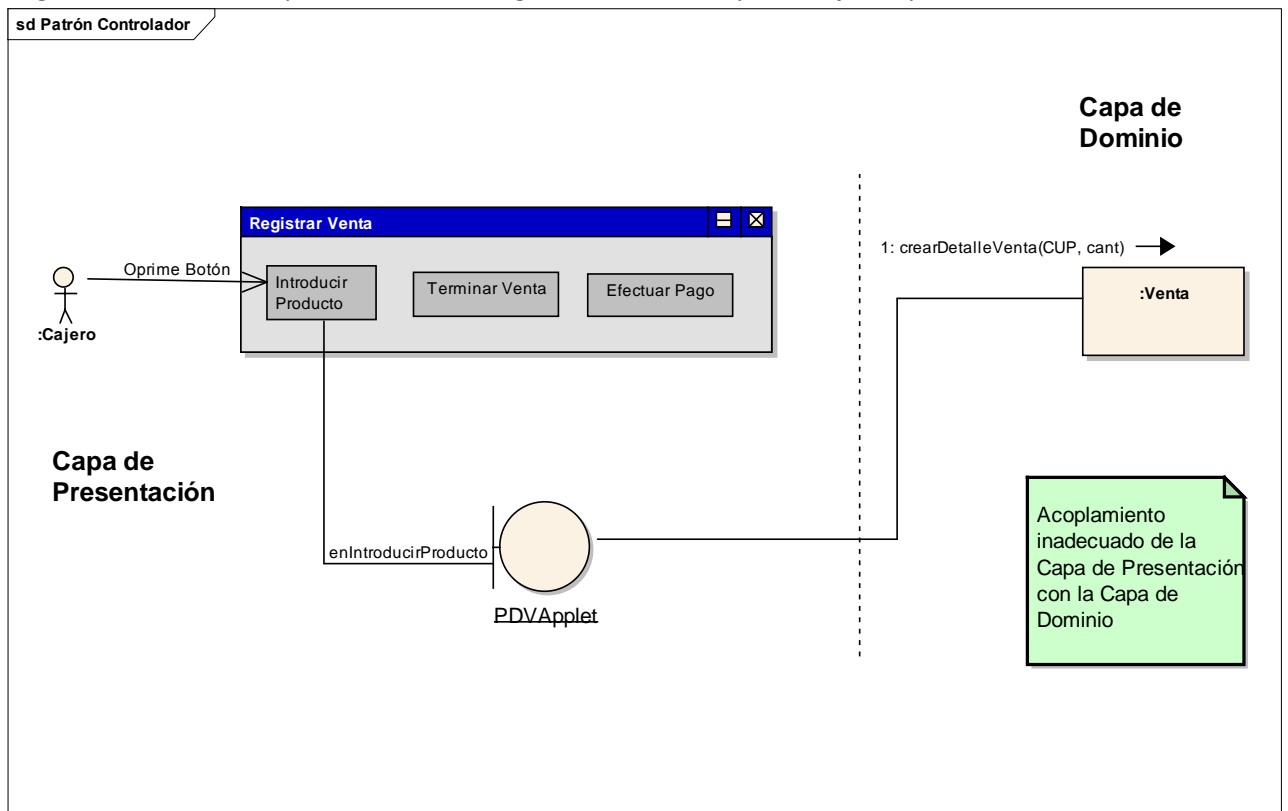 sd Patrón Controlador
Capa de
Dominio
Registrar Venta
1: crearDetalleVenta(CUP, cant)
Oprime Botón
Introducir
Producto
Terminar Venta
Efectuar Pago
:Venta
:Cajero
Capa de
Presentación
Acoplamiento
inadecuado de la
Capa de Presentación
con la Capa de
Dominio
enIntroducirProducto
PDVApplet